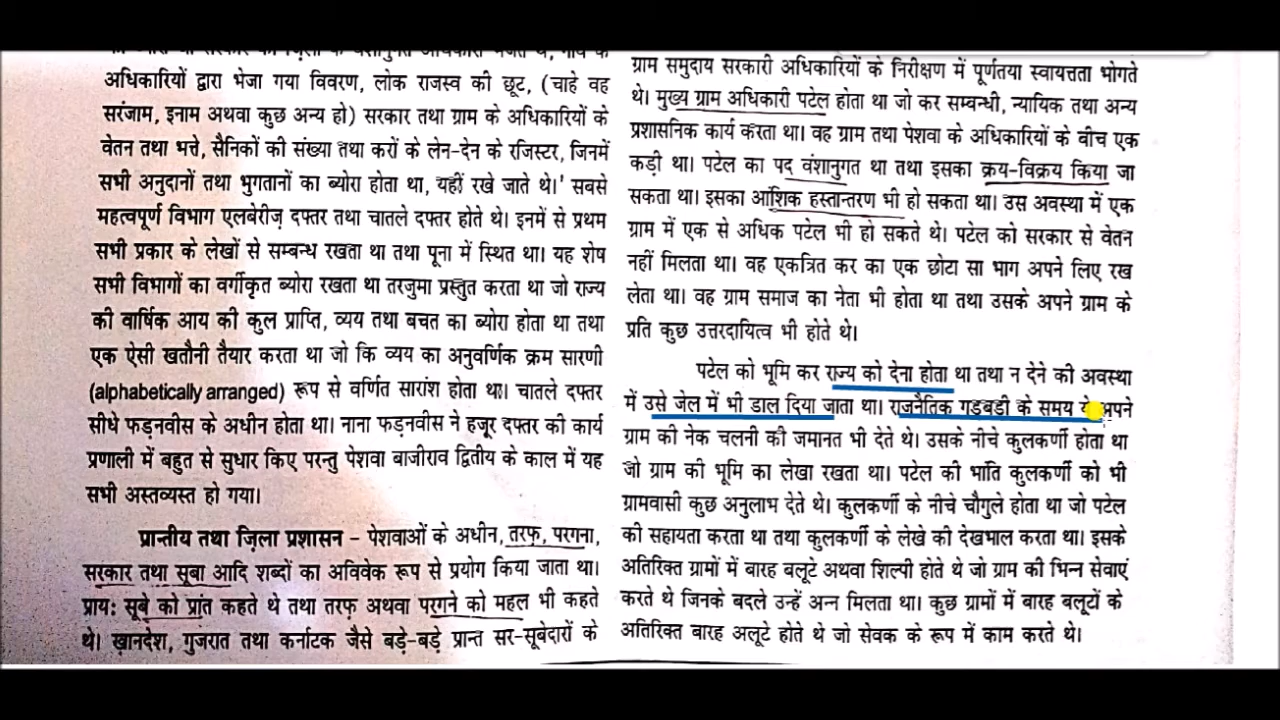 अधिकारियों द्वारा भेजा गया विवरण, लोक राजस्व की छूट, (चाहे वह
सरंजाम, इनाम अथवा कुछ अन्य हो) सरकार तथा ग्राम के अधिकारियों के
वेतन तथा भत्ते, सैनिकों की संख्या तथा करों के लेन-देन के रजिस्टर, जिनमें
सभी अनुदानों तथा भुगतानों का ब्योरा होता था, यहीं रखे जाते थे।' सबसे
महत्वपूर्ण विभाग एलबेरीज़ दफ्तर तथा चातले दफ्तर होते थे। इनमें से प्रथम
सभी प्रकार के लेखों से सम्बन्ध रखता था तथा पूना में स्थित था। यह शेष
सभी विभागों का वर्गीकृत ब्योरा रखता था तरजुमा प्रस्तुत करता था जो राज्य
की वार्षिक आय की कुल प्राप्ति, व्यय तथा बचत का ब्योरा होता था तथा
एक ऐसी खतौनी तैयार करता था जो कि व्यय का अनुवर्णिक क्रम सारणी
(alphabetically arranged) रूप से वर्णित सारांश होता था। चातले दफ्तर
सीधे फड़नवीस के अधीन होता था। नाना फड़नवीस ने हजूर दफ्तर की कार्य
प्रणाली में बहुत से सुधार किए परन्तु पेशवा बाजीराव द्वितीय के काल में यह
सभी अस्तव्यस्त हो गया।
प्रान्तीय तथा ज़िला प्रशासन – पेशवाओं के अधीन, तरफ़, परगना,
सरकार तथा सूबा आदि शब्दों का अविवेक रूप से प्रयोग किया जाता था।
प्राय: सूबे को प्रांत कहते थे तथा तरफ़ अथवा परगने को महल भी कहते
थे। ख़ानदेश, गुजरात तथा कर्नाटक जैसे बड़े-बड़े प्रान्त सर-सूबेदारों के
ग्राम समुदाय सरकारी अधिकारियों के निरीक्षण में पूर्णतया स्वायत्तता भोगते
थे। मुख्य ग्राम अधिकारी पटेल होता था जो कर सम्बन्धी, न्यायिक तथा अन्य
प्रशासनिक कार्य करता था। वह ग्राम तथा पेशवा के अधिकारियों के बीच एक
कड़ी था। पटेल का पद वंशानुगत था तथा इसका क्रय-विक्रय किया जा
सकता था। इसका आंशिक हस्तान्तरण भी हो सकता था। उस अवस्था में एक
ग्राम में एक से अधिक पटेल भी हो सकते थे। पटेल को सरकार से वेतन
नहीं मिलता था। वह एकत्रित कर का एक छोटा सा भाग अपने लिए रख
लेता था। वह ग्राम समाज का नेता भी होता था तथा उसके अपने ग्राम के
प्रति कुछ उत्तरदायित्व भी होते थे।
पटेल को भूमि कर राज्य को देना होता था तथा न देने की अवस्था
में उसे जेल में भी डाल दिया जाता था। राजनैतिक गड़बड़ी के समय अपने
ग्राम की नेक चलनी की जमानत भी देते थे। उसके नीचे कुलकर्णी होता था
जो ग्राम की भूमि का लेखा रखता था। पटेल की भांति कुलकर्णी को भी
ग्रामवासी कुछ अनुलाभ देते थे। कुलकर्णी के नीचे चौगुले होता था जो पटेल
की सहायता करता था तथा कुलकर्णी के लेखे की देखभाल करता था। इसके
अतिरिक्त ग्रामों में बारह बलूटे अथवा शिल्पी होते थे जो ग्राम की भिन्न सेवाएं
करते थे जिनके बदले उन्हें अन्न मिलता था। कुछ ग्रामों में बारह बलूटों के
अतिरिक्त बारह अलूटे होते थे जो सेवक के रूप में काम करते थे।